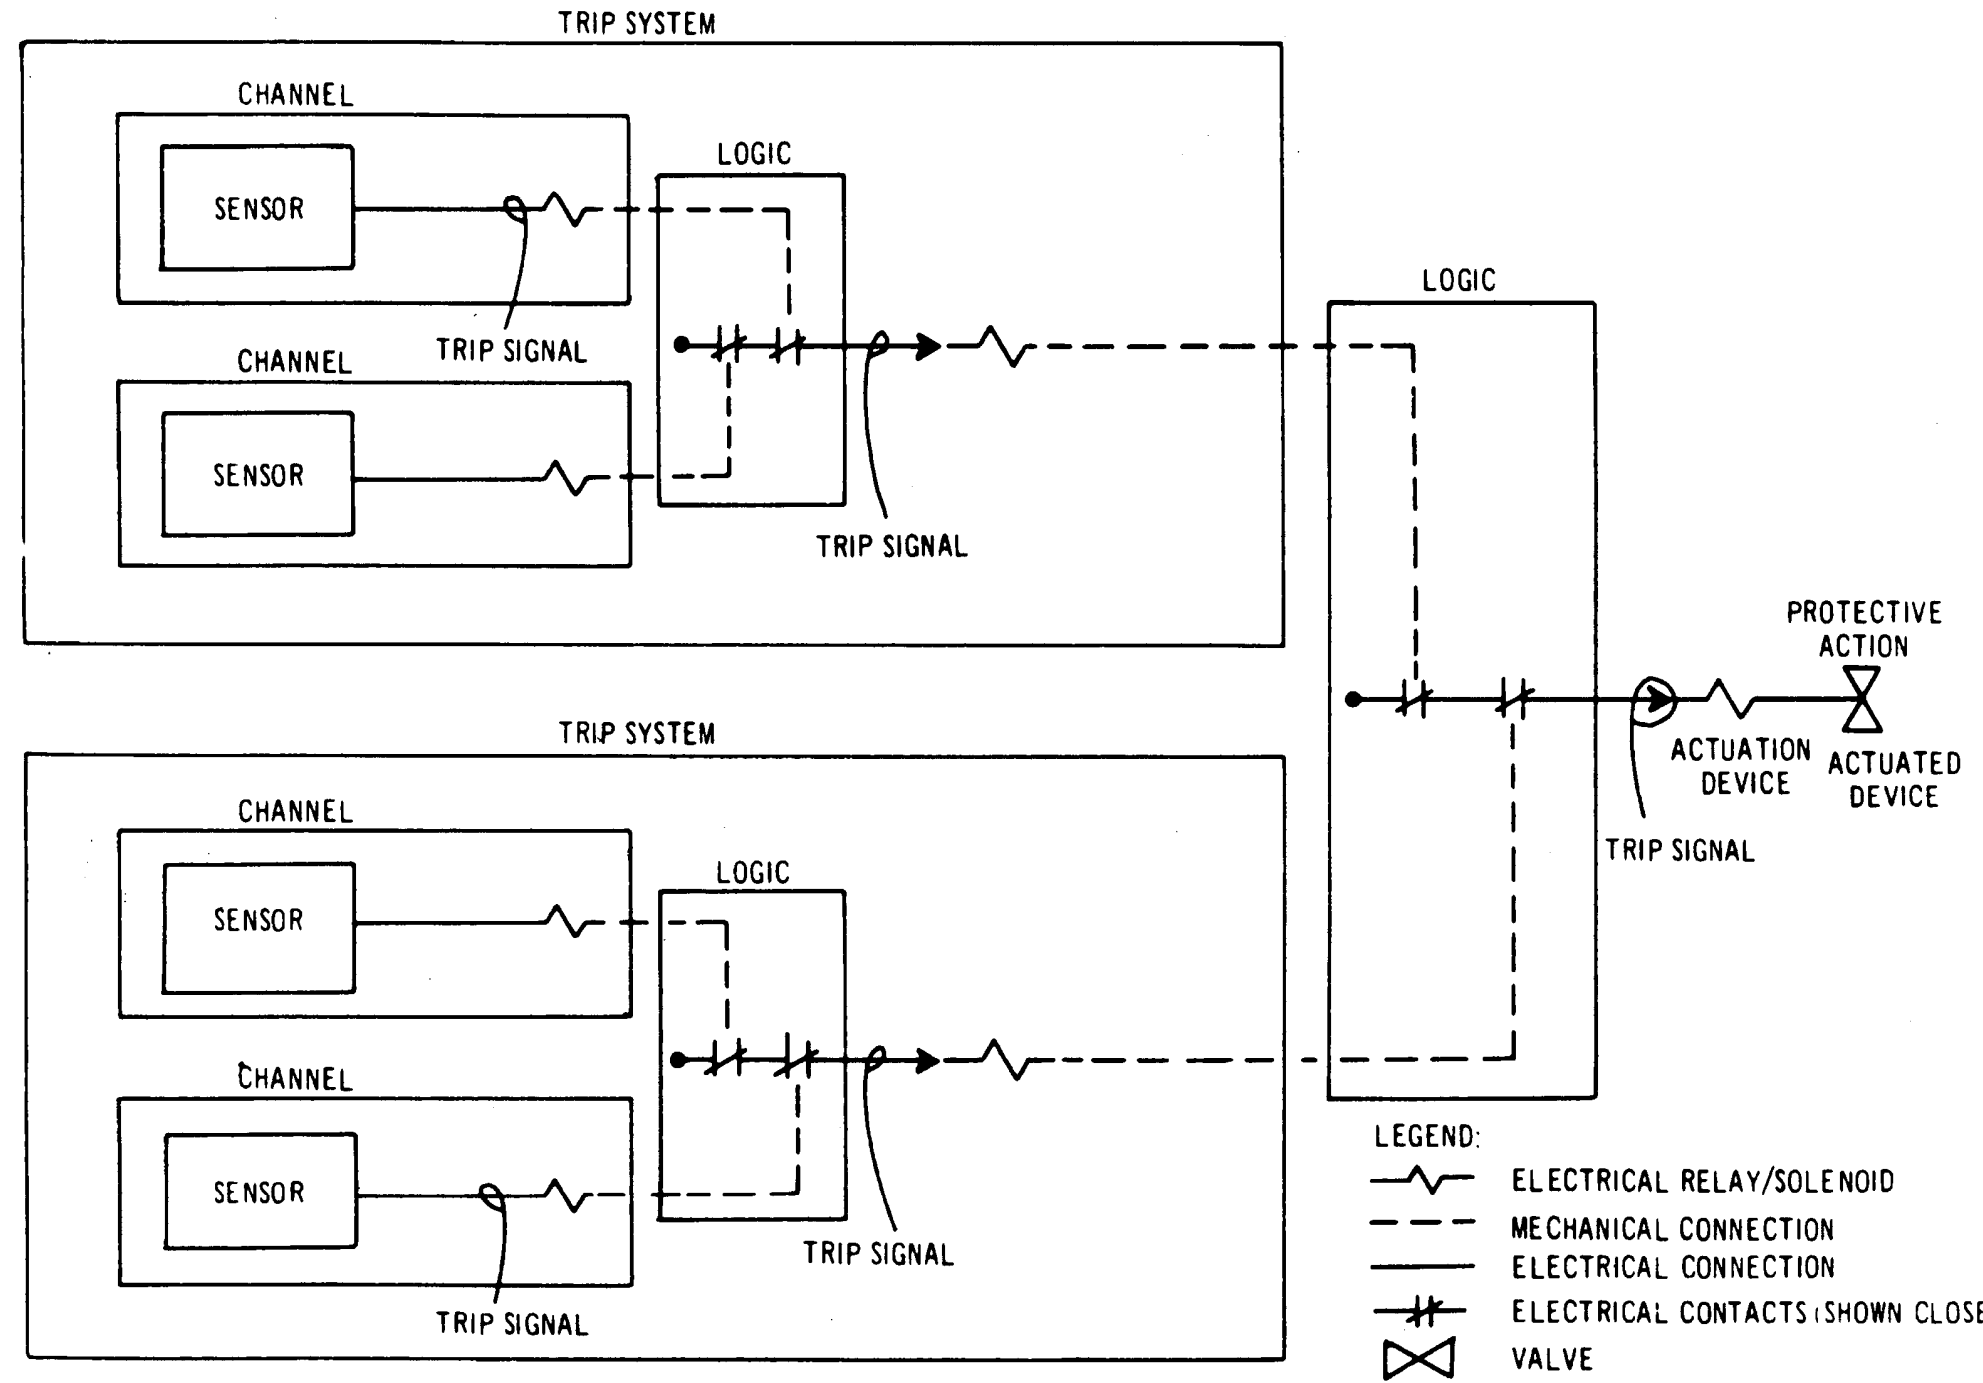 TRIP SYSTEM
CHANNEL
SENSOR
TRIP SIGNAL
LOGIC
CHANNEL
SENSOR
TRIP SIGNAL
LOGIC
PROTECTIVE
ACTION
ACTUATION
DEVICE
ACTUATED
DEVICE
TRIP SIGNAL
TRIP SYSTEM
CHANNEL
SENSOR
LOGIC
CHANNEL
SENSOR
TRIP SIGNAL
TRIP SIGNAL
LEGEND:
ELECTRICAL RELAY/SOLENOID
MECHANICAL CONNECTION
ELECTRICAL CONNECTION
ELECTRICAL CONTACTS (SHOWN CLOSE
VALVE